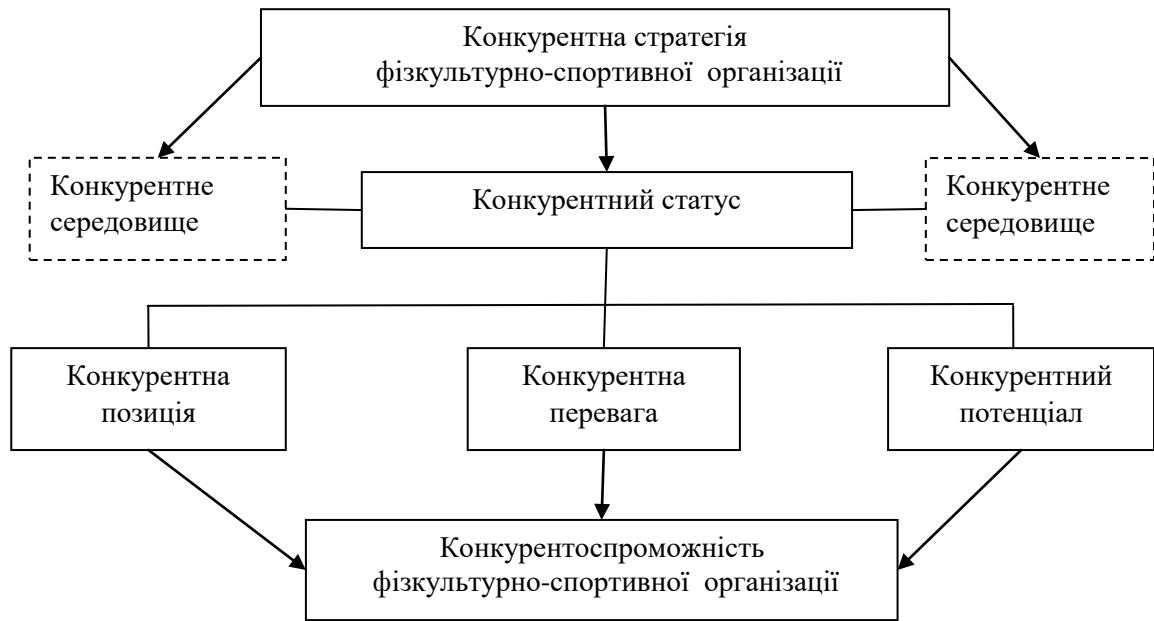 Конкурентна стратегія
фізкультурно-спортивної організації
Конкурентне
середовище
Конкурентний статус
Конкурентне
середовище
Конкурентна
позиція
Конкурентна
перевага
Конкурентний
потенціал
Конкурентоспроможність
фізкультурно-спортивної організації